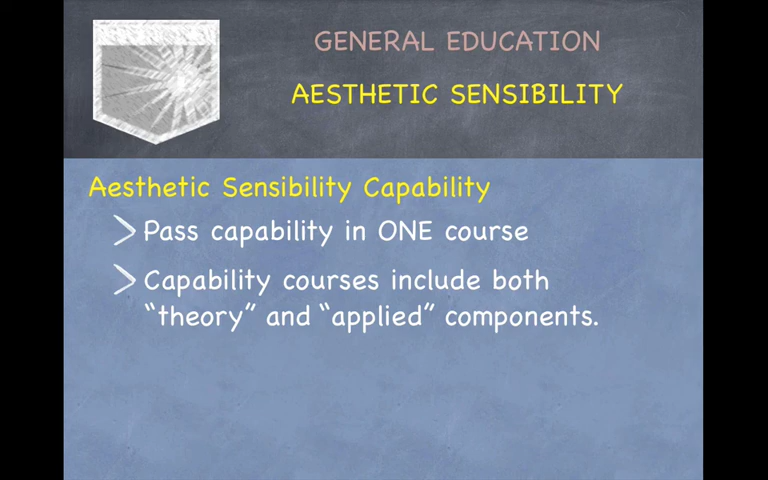 GENERAL EDUCATION
AESTHETIC SENSIBILITY
Aesthetic Sensibility Capability
Pass capability in ONE course
Capability courses include both
“theory” and “applied” components.